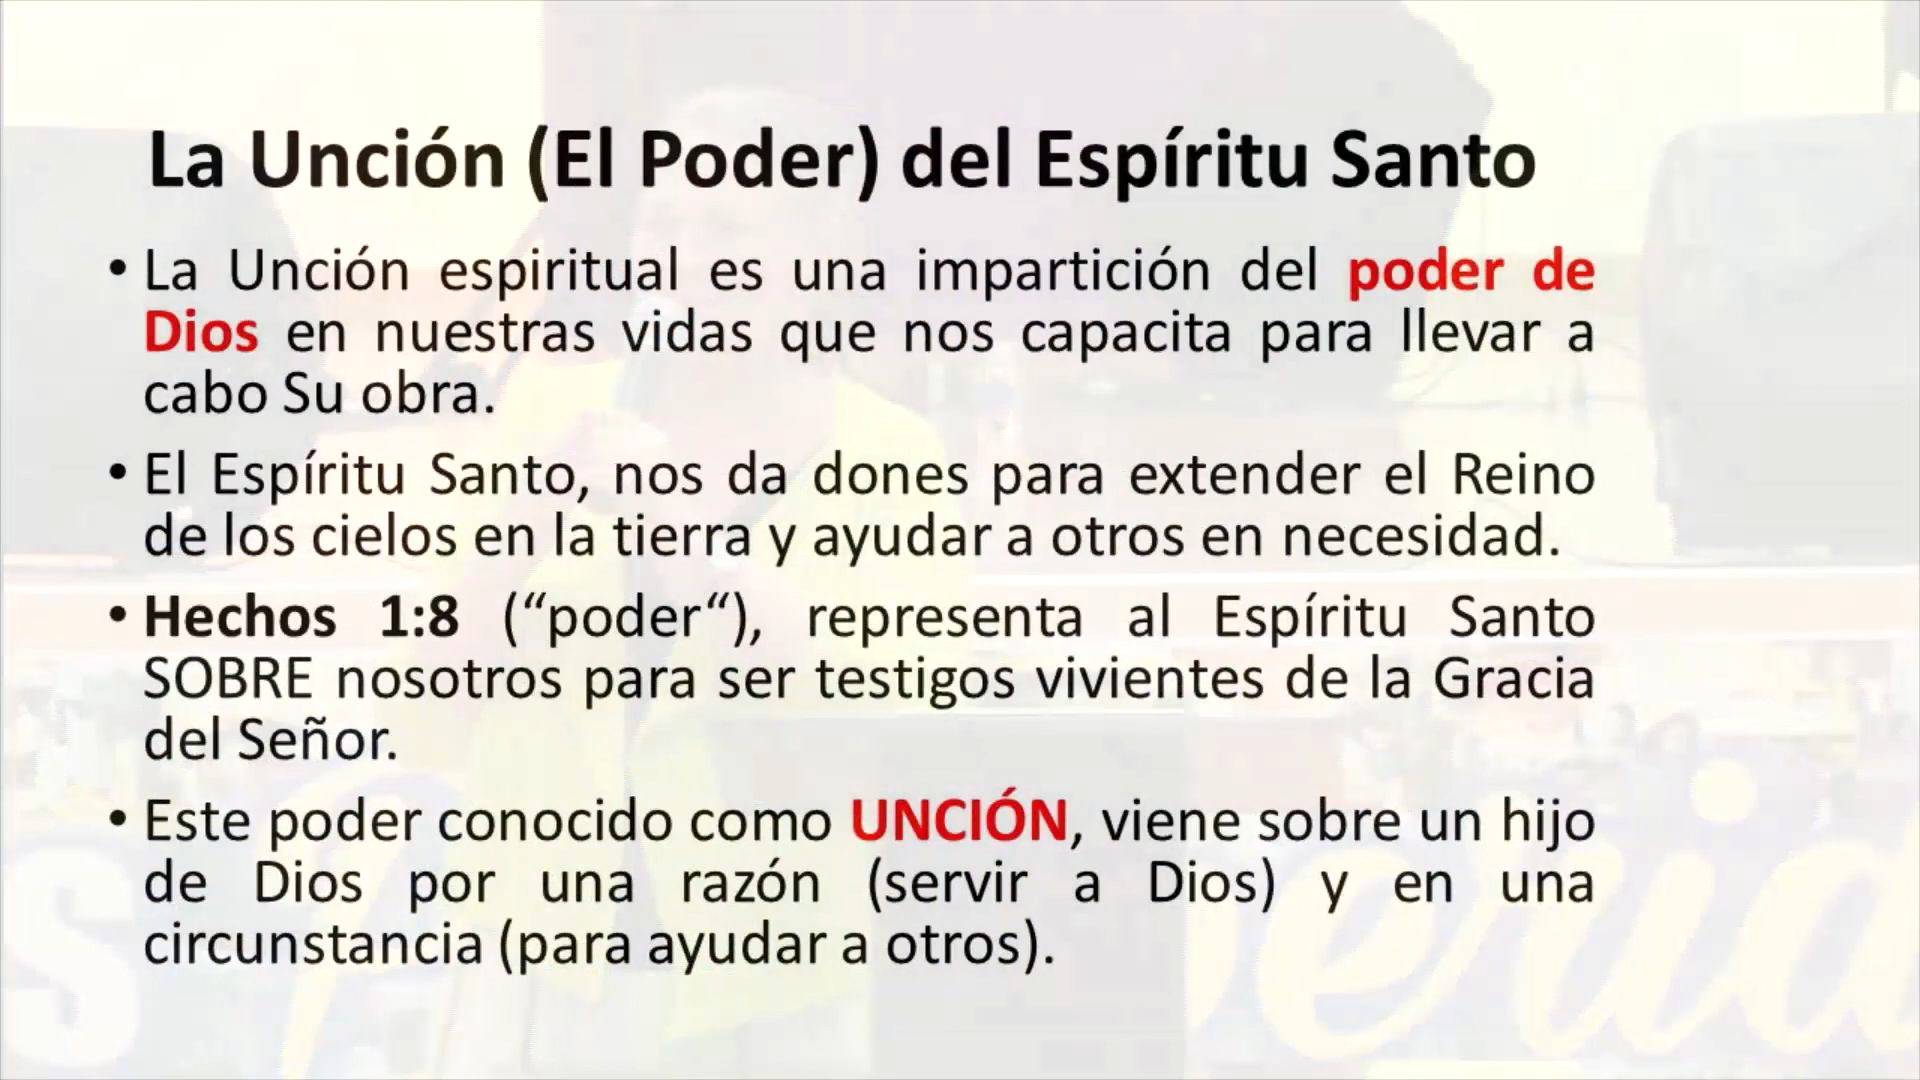 La Unción (El Poder) del Espíritu Santo
• La Unción espiritual es una impartición del poder de
Dios en nuestras vidas que nos capacita para llevar a
cabo Su obra.
• El Espíritu Santo, nos da dones para extender el Reino
de los cielos en la tierra y ayudar a otros en necesidad.
• Hechos 1:8 (“poder“), representa al Espíritu Santo
SOBRE nosotros para ser testigos vivientes de la Gracia
del Señor.
• Este poder conocido como UNCIÓN, viene sobre un hijo
de Dios por una razón (servir a Dios) y en una
circunstancia (para ayudar a otros).